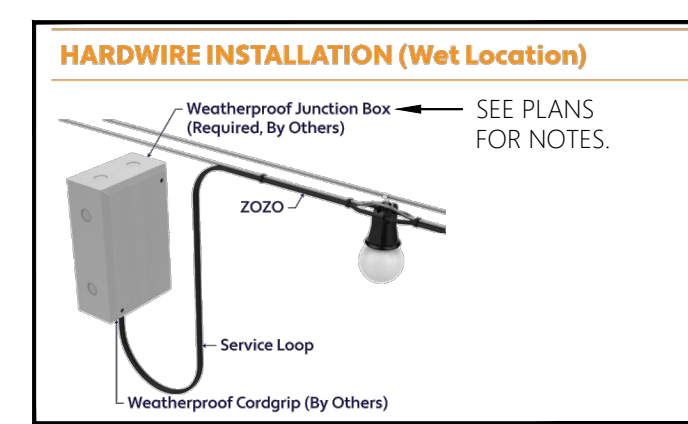 HARDWIRE INSTALLATION (Wet Location)
Weatherproof Junction Box
(Required, By Others)
SEE PLANS
FOR NOTES.
ZOZO
Service Loop
Weatherproof Cordgrip (By Others)